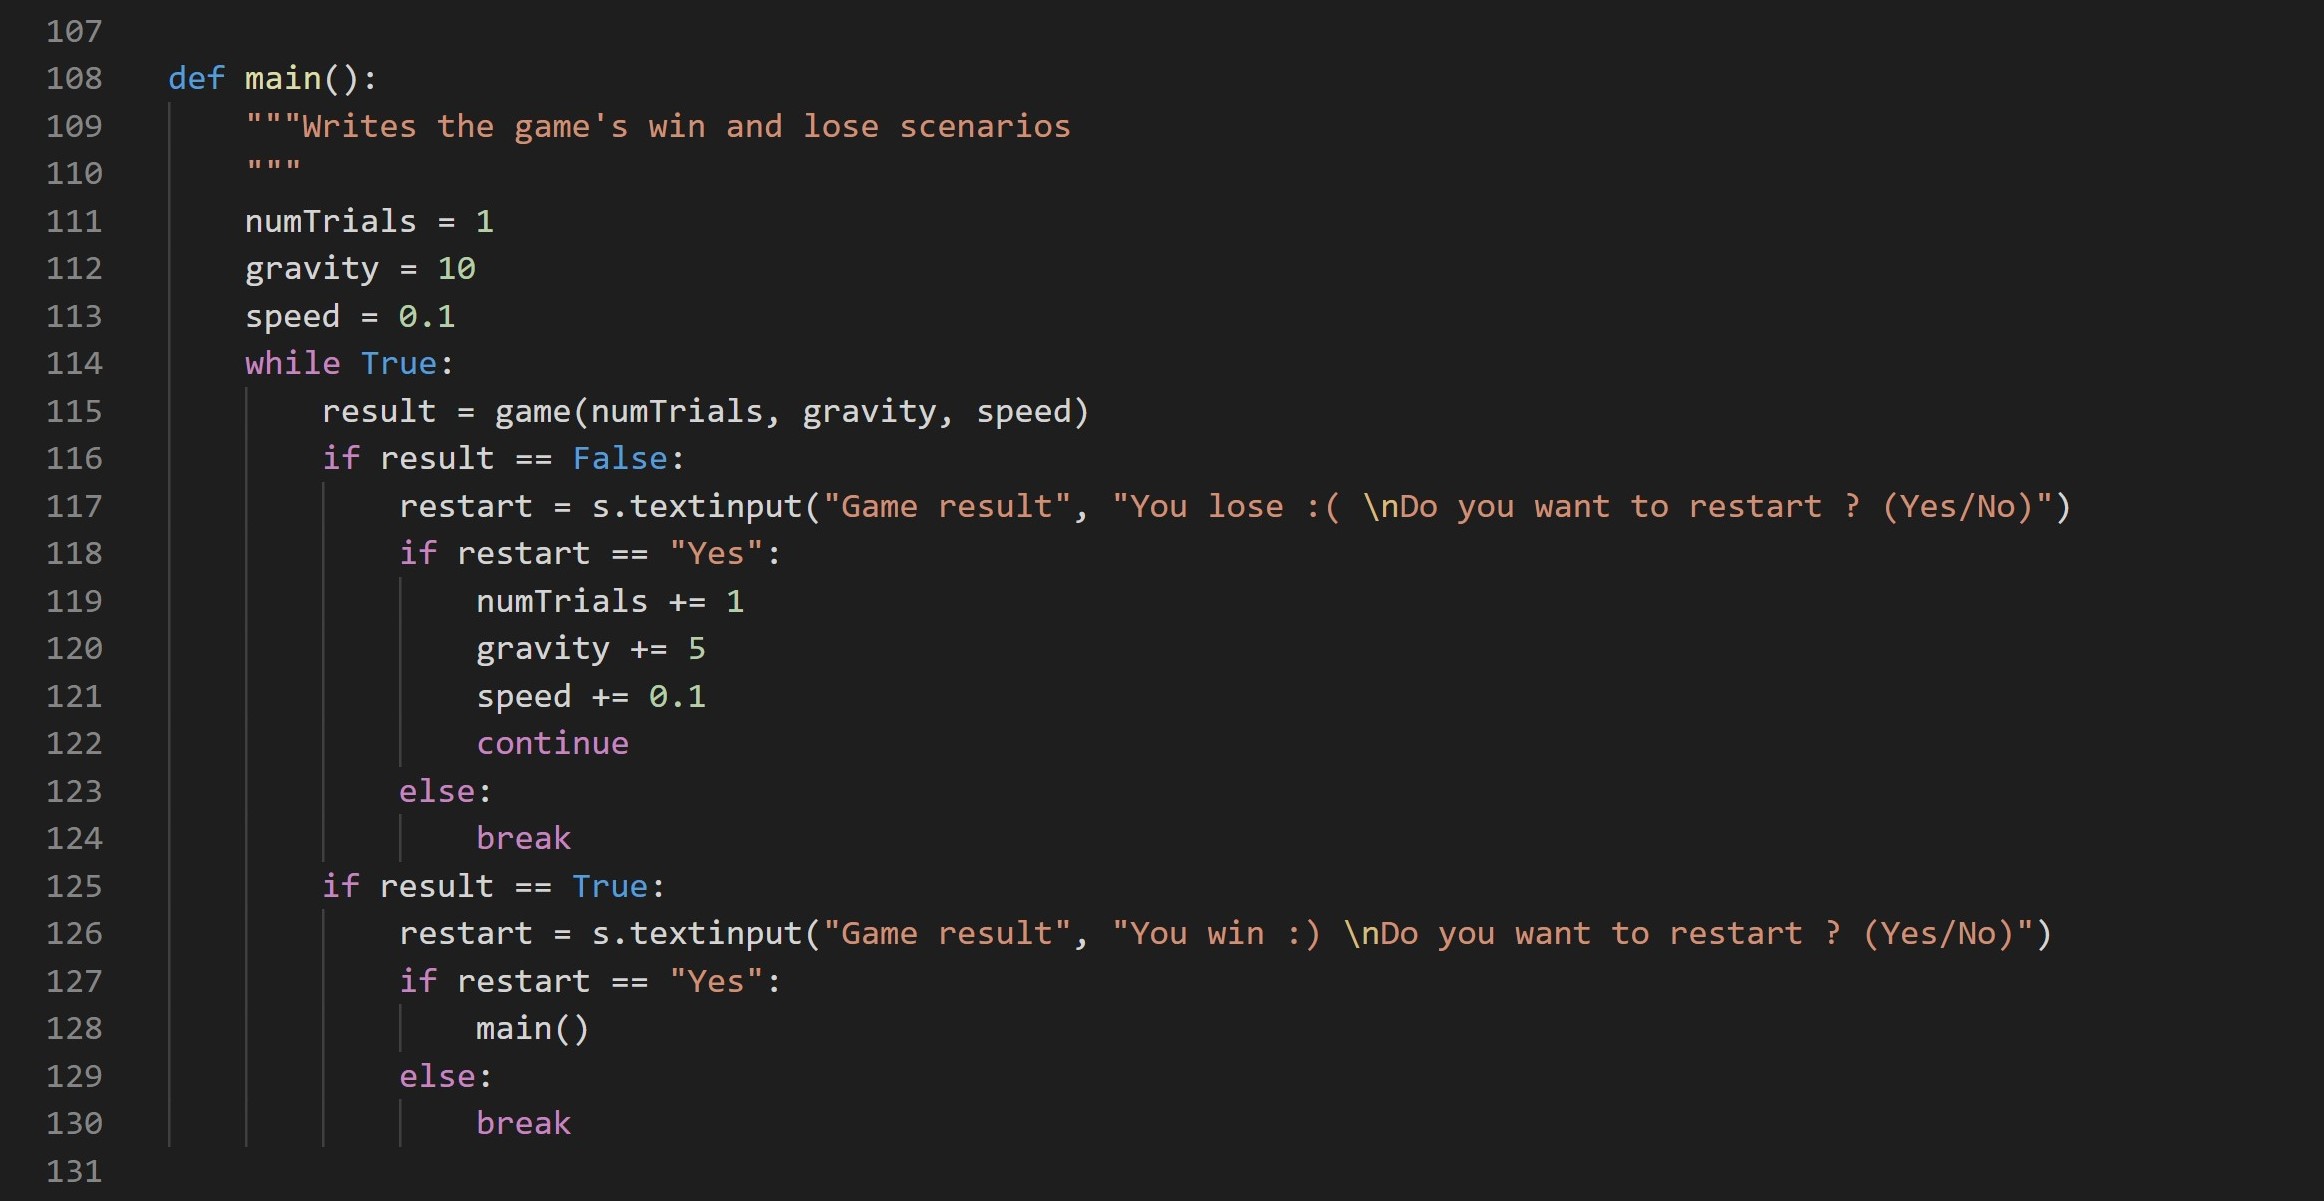 107
108 def main():
109     """Writes the game's win and lose scenarios
110     """
111     numTrials = 1
112     gravity = 10
113     speed = 0.1
114     while True:
115         result = game(numTrials, gravity, speed)
116         if result == False:
117             restart = s.textinput("Game result", "You lose :( \nDo you want to restart ? (Yes/No)")
118             if restart == "Yes":
119                 numTrials += 1
120                 gravity += 5
121                 speed += 0.1
122                 continue
123             else:
124                 break
125         if result == True:
126             restart = s.textinput("Game result", "You win :) \nDo you want to restart ? (Yes/No)")
127             if restart == "Yes":
128                 main()
129             else:
130                 break
131